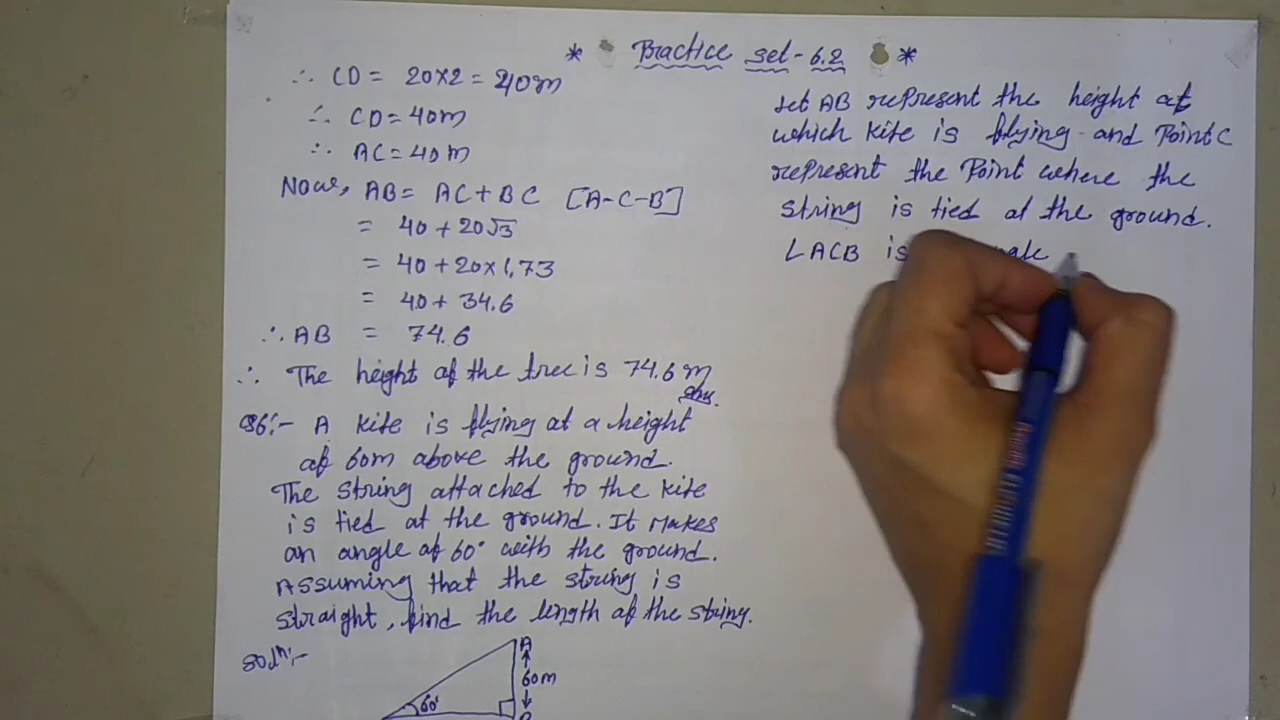 * Practice set-6.2 *
∴ CD = 20×2 = 40m
∴ CD=40m
∴ AC=40m
Now, AB= AC+BC [A-C-B]
= 40+20√3
= 40+20×1.73
= 40+ 34.6
∴ AB = 74.6
∴ The height of the tree is 74.6m
Ans.
Q6:- A kite is flying at a height
of 60m above the ground.
The string attached to the kite
is tied at the ground. It makes
an angle of 60° with the ground.
Assuming that the string is
straight, find the length of the string.
Solⁿ:-
A
60m
60°
Let AB represent the height at
which kite is flying and Point C
represent the Point where the
string is tied at the ground.
∠ACB is